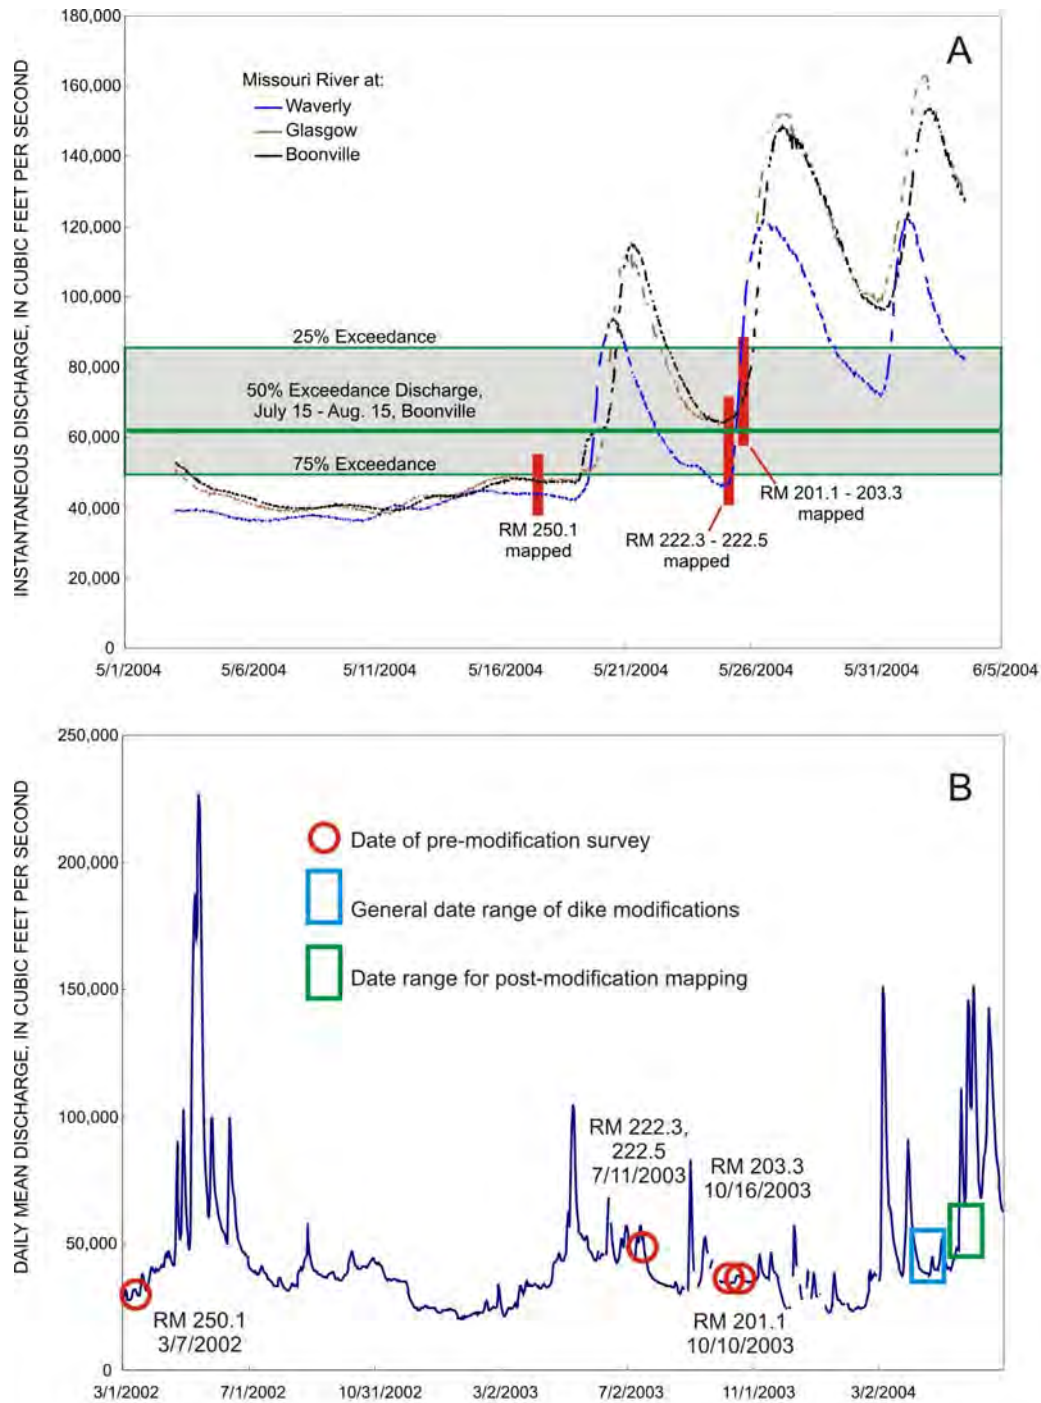 A
INSTANTANEOUS DISCHARGE, IN CUBIC FEET PER SECOND
180,000
160,000
140,000
120,000
100,000
80,000
60,000
40,000
20,000
0
Missouri River at:
Waverly
Glasgow
Boonville
25% Exceedance
50% Exceedance Discharge,
July 15 - Aug. 15, Boonville
75% Exceedance
RM 250.1
mapped
RM 222.3 - 222.5
mapped
RM 201.1 - 203.3
mapped
5/1/2004
5/6/2004
5/11/2004
5/16/2004
5/21/2004
5/26/2004
5/31/2004
6/5/2004
B
DAILY MEAN DISCHARGE, IN CUBIC FEET PER SECOND
250,000
200,000
150,000
100,000
50,000
0
Date of pre-modification survey
General date range of dike modifications
Date range for post-modification mapping
RM 222.3,
222.5
7/11/2003
RM 203.3
10/16/2003
RM 250.1
3/7/2002
RM 201.1
10/10/2003
3/1/2002
7/1/2002
10/31/2002
3/2/2003
7/2/2003
11/1/2003
3/2/2004